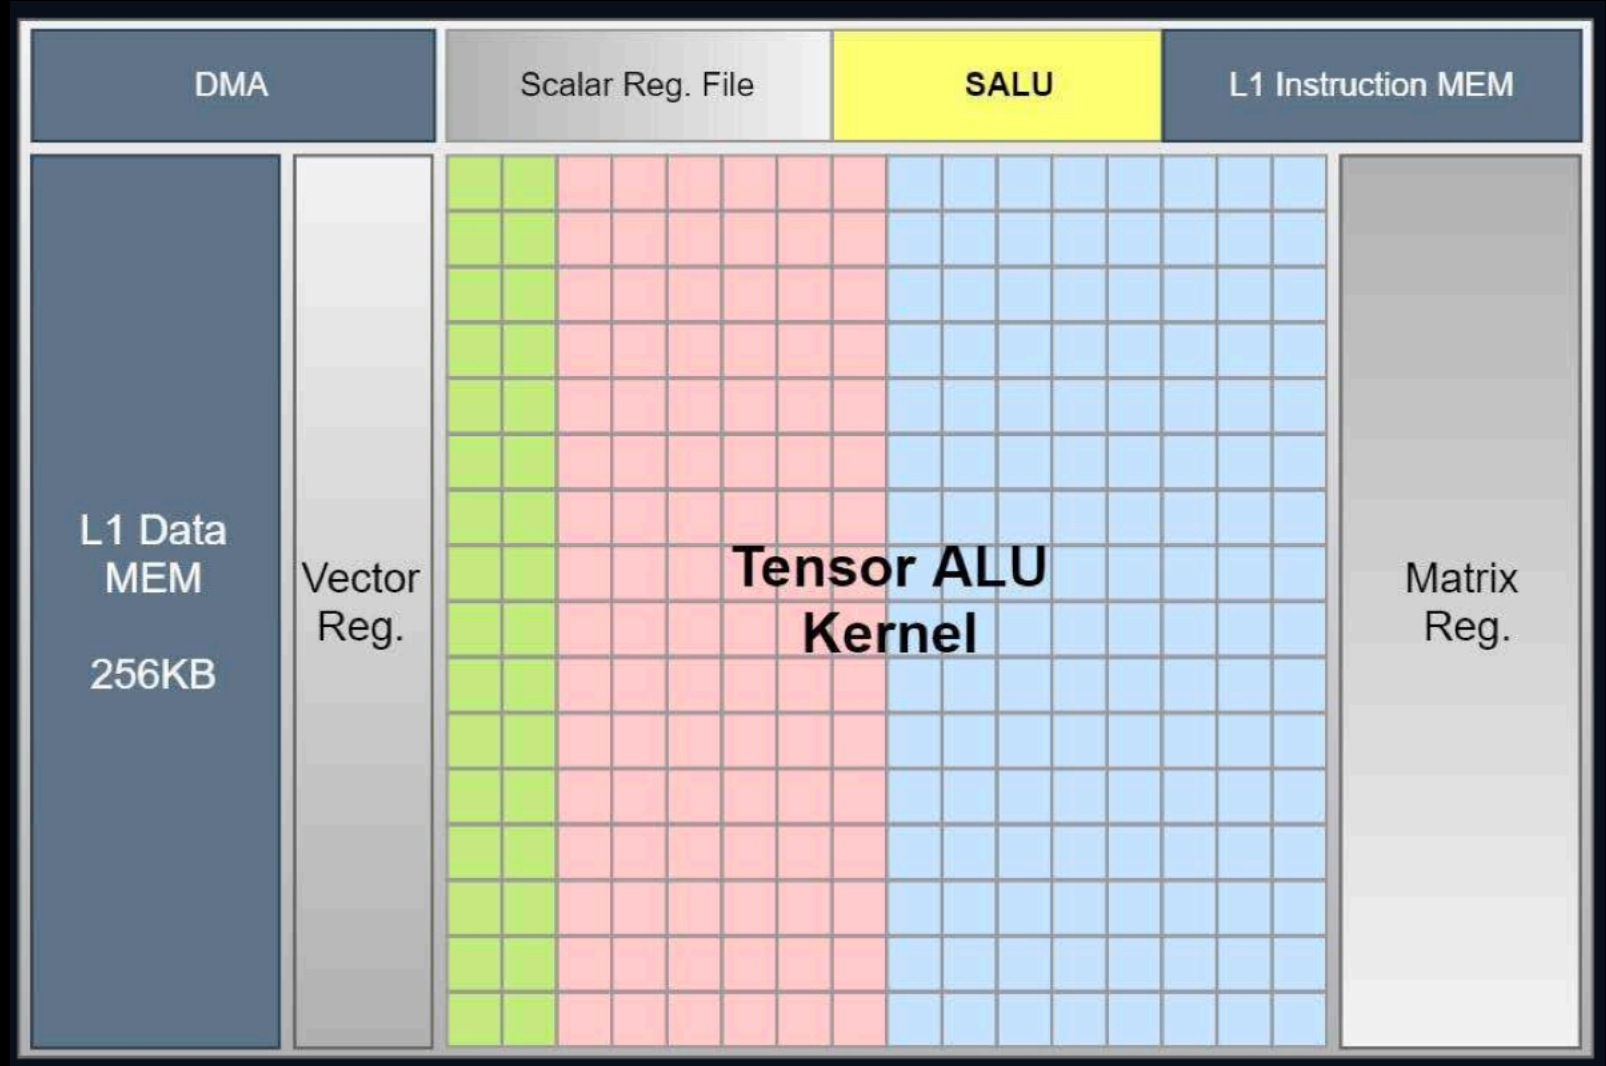 DMA
Scalar Reg. File
SALU
L1 Instruction MEM
L1 Data
MEM
256KB
Vector
Reg.
Tensor ALU
Kernel
Matrix
Reg.